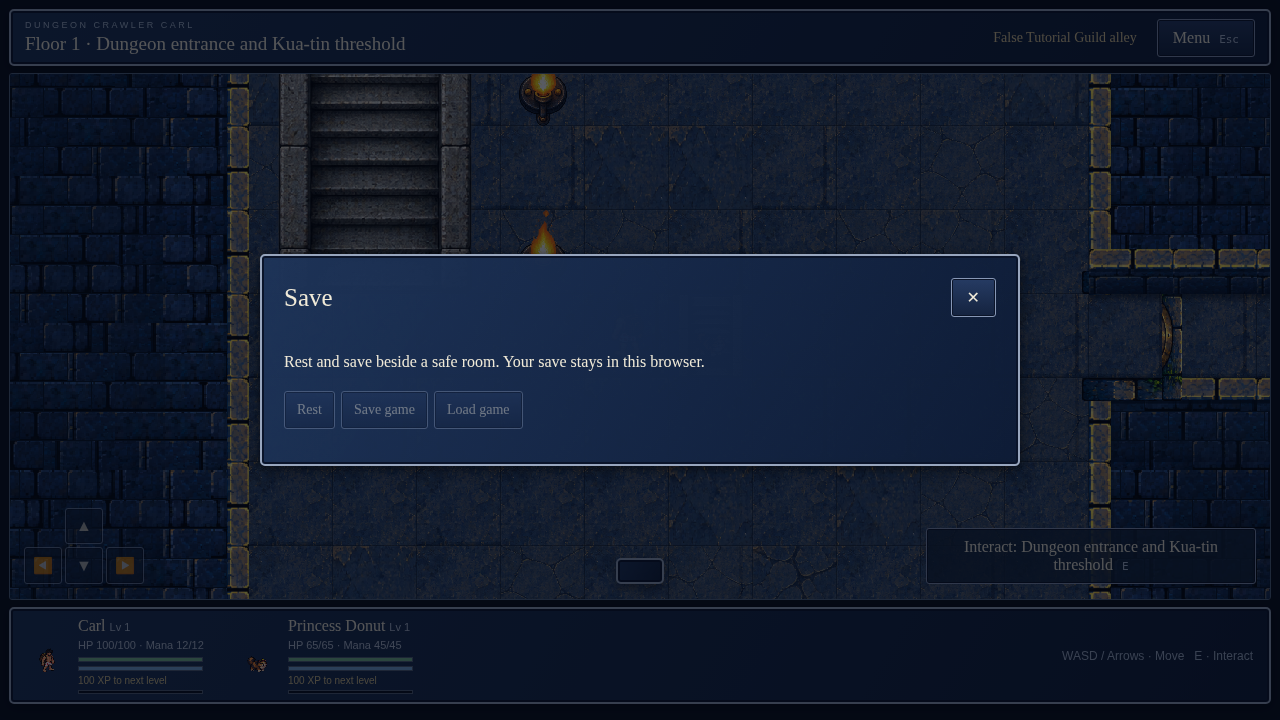 DUNGEON CRAWLER CARL
Floor 1 · Dungeon entrance and Kua-tin threshold
False Tutorial Guild alley
Menu Esc
Save
✕
Rest and save beside a safe room. Your save stays in this browser.
Rest
Save game
Load game
Interact: Dungeon entrance and Kua-tin
threshold E
Carl Lv 1
HP 100/100 · Mana 12/12
100 XP to next level
Princess Donut Lv 1
HP 65/65 · Mana 45/45
100 XP to next level
WASD / Arrows · Move E · Interact